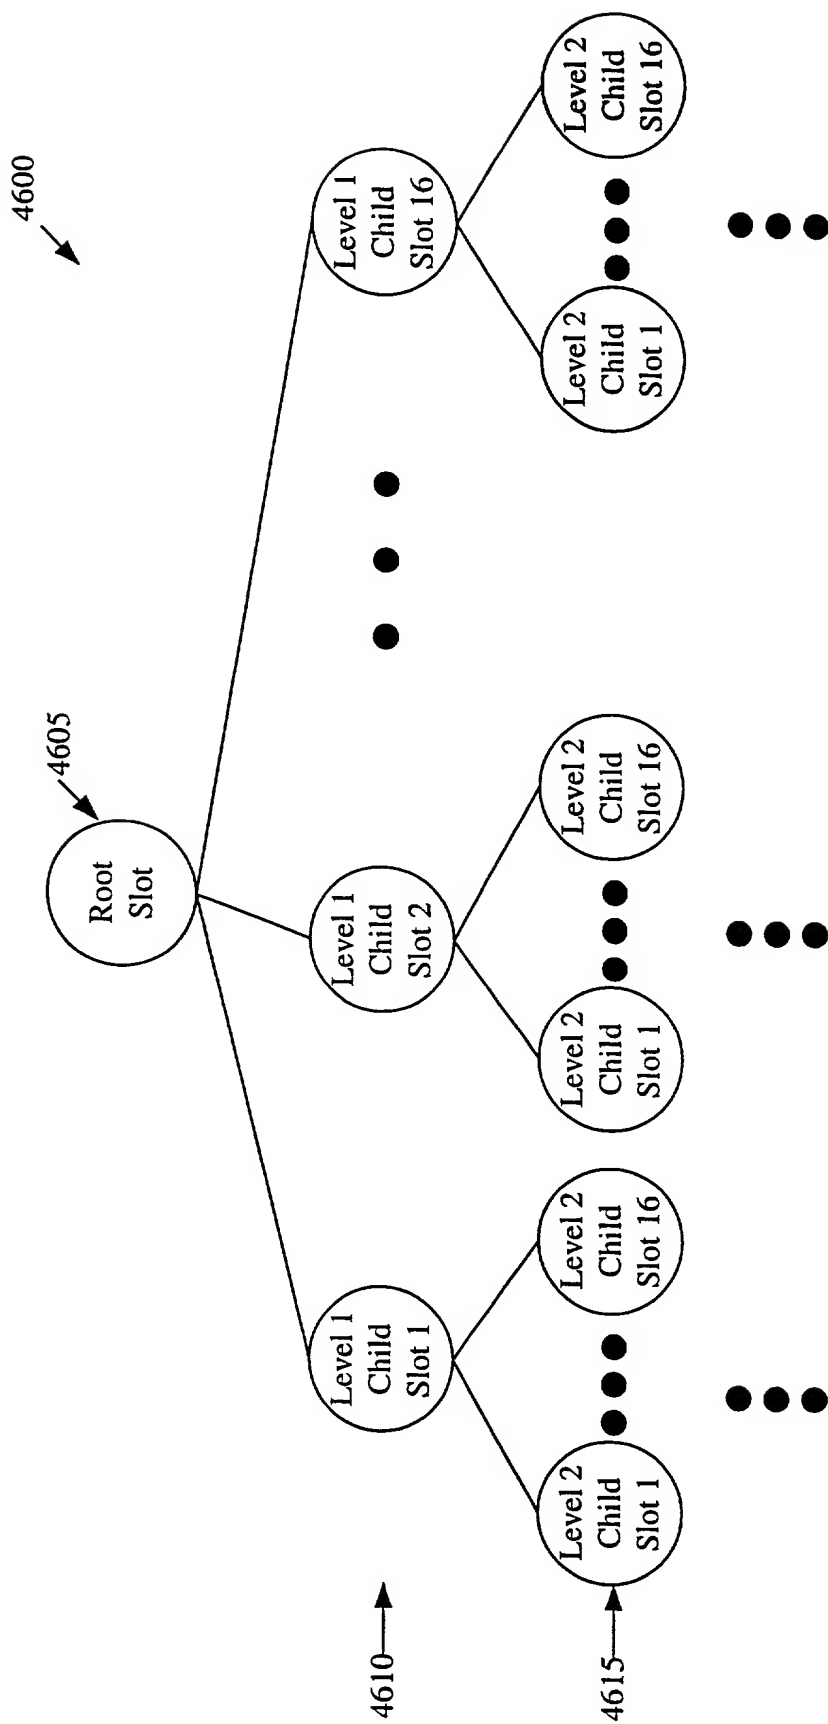 4600
4605
Root
Slot
4610
Level 1
Child
Slot 1
Level 1
Child
Slot 2
Level 1
Child
Slot 16
4615
Level 2
Child
Slot 1
Level 2
Child
Slot 16
Level 2
Child
Slot 1
Level 2
Child
Slot 16
Level 2
Child
Slot 1
Level 2
Child
Slot 16